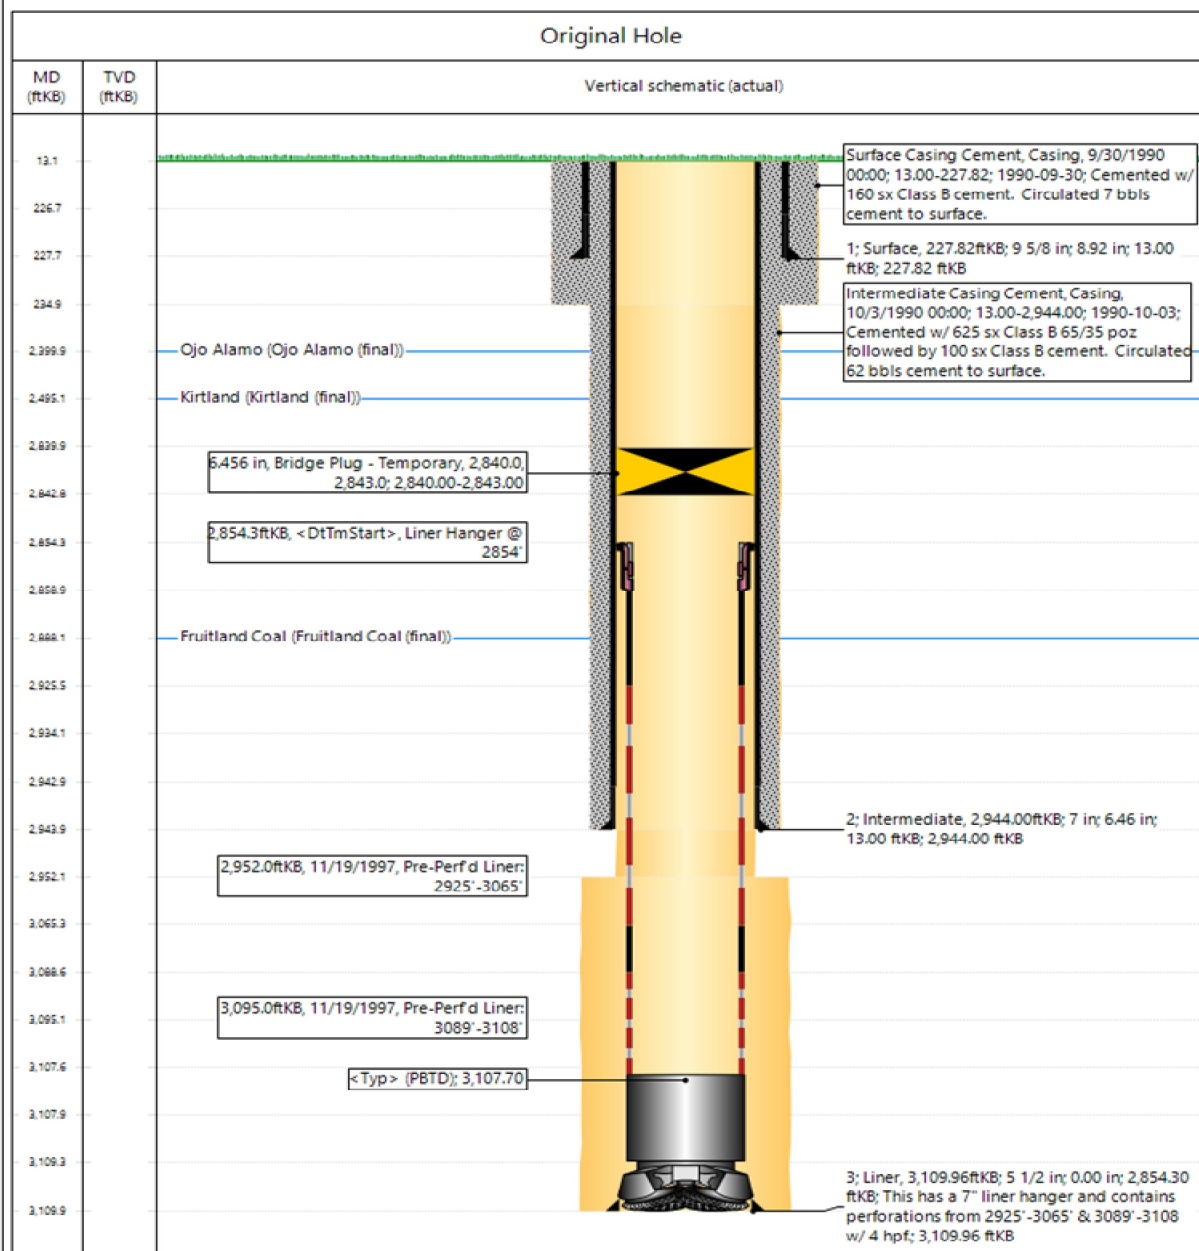 Original Hole
MD
(ftKB)
TVD
(ftKB)
Vertical schematic (actual)
13.1
226.7
227.7
234.9
2,399.9
2,495.1
2,839.9
2,842.8
2,854.3
2,858.9
2,888.1
2,925.5
2,934.1
2,942.9
2,943.9
2,952.1
3,065.3
3,088.6
3,095.1
3,107.6
3,107.9
3,109.3
3,109.9
Surface Casing Cement, Casing, 9/30/1990
00:00; 13.00-227.82; 1990-09-30; Cemented w/
160 sx Class B cement. Circulated 7 bbls
cement to surface.
1; Surface, 227.82ftKB; 9 5/8 in; 8.92 in; 13.00
ftKB; 227.82 ftKB
Intermediate Casing Cement, Casing,
10/3/1990 00:00; 13.00-2,944.00; 1990-10-03;
Cemented w/ 625 sx Class B 65/35 poz
followed by 100 sx Class B cement. Circulated
62 bbls cement to surface.
Ojo Alamo (Ojo Alamo (final))
Kirtland (Kirtland (final))
6.456 in, Bridge Plug - Temporary, 2,840.0,
2,843.0; 2,840.00-2,843.00
2,854.3ftKB, <DtTmStart>, Liner Hanger @
2854'
Fruitland Coal (Fruitland Coal (final))
2; Intermediate, 2,944.00ftKB; 7 in; 6.46 in;
13.00 ftKB; 2,944.00 ftKB
2,952.0ftKB, 11/19/1997, Pre-Perf'd Liner:
2925'-3065'
3,095.0ftKB, 11/19/1997, Pre-Perf'd Liner:
3089'-3108'
<Typ> (PBTD); 3,107.70
3; Liner, 3,109.96ftKB; 5 1/2 in; 0.00 in; 2,854.30
ftKB; This has a 7" liner hanger and contains
perforations from 2925'-3065' & 3089'-3108
w/ 4 hpf.; 3,109.96 ftKB